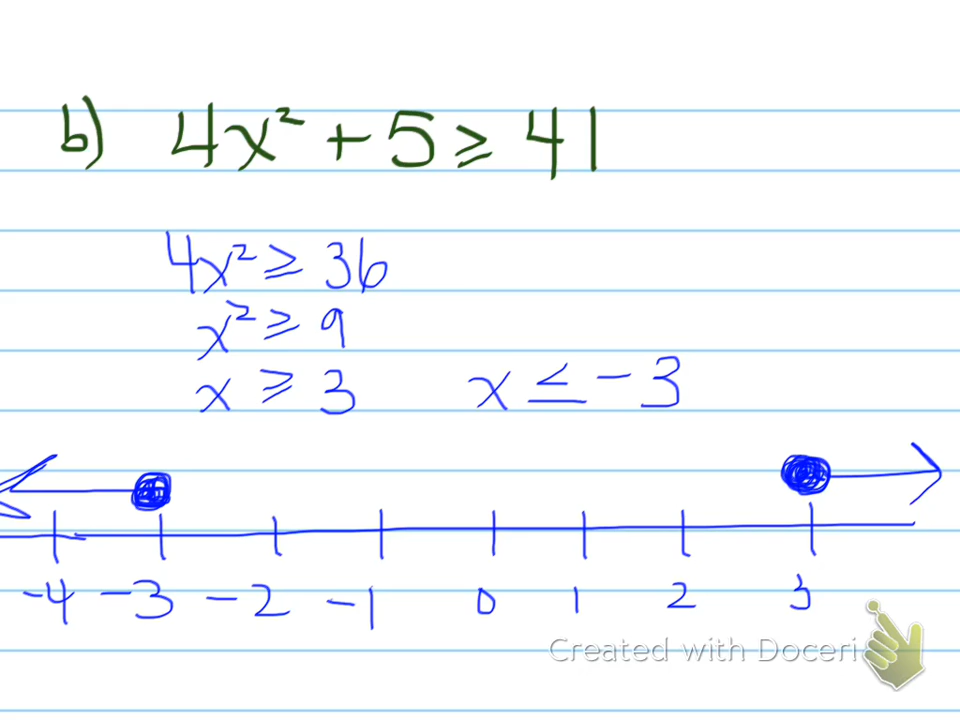 b) 4x² + 5 ≥ 41
4x² ≥ 36
x² ≥ 9
x ≥ 3 x ≤ -3
-4 -3 -2 -1 0 1 2 3
Created with Doceri